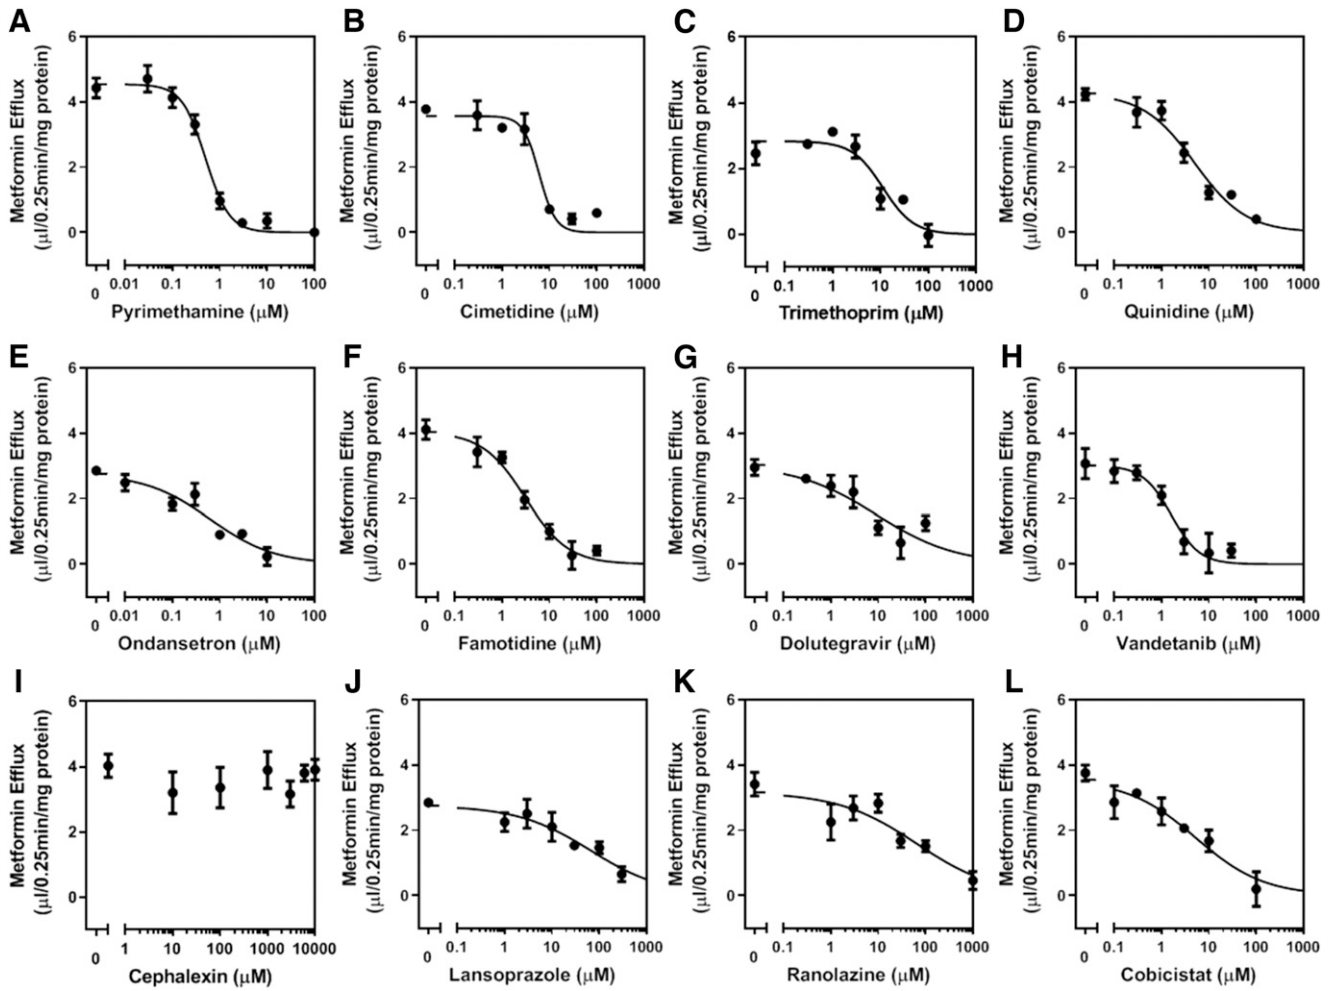 A
Metformin Efflux
(µl/0.25min/mg protein)
6
4
2
0
0
0.01
0.1
1
10
100
Pyrimethamine (µM)
B
Metformin Efflux
(µl/0.25min/mg protein)
6
4
2
0
0
0.1
1
10
100
1000
Cimetidine (µM)
C
Metformin Efflux
(µl/0.25min/mg protein)
6
4
2
0
0
0.1
1
10
100
1000
Trimethoprim (µM)
D
Metformin Efflux
(µl/0.25min/mg protein)
6
4
2
0
0
0.1
1
10
100
1000
Quinidine (µM)
E
Metformin Efflux
(µl/0.25min/mg protein)
6
4
2
0
0
0.01
0.1
1
10
100
Ondansetron (µM)
F
Metformin Efflux
(µl/0.25min/mg protein)
6
4
2
0
0
0.1
1
10
100
1000
Famotidine (µM)
G
Metformin Efflux
(µl/0.25min/mg protein)
6
4
2
0
0
0.1
1
10
100
1000
Dolutegravir (µM)
H
Metformin Efflux
(µl/0.25min/mg protein)
6
4
2
0
0
0.1
1
10
100
1000
Vandetanib (µM)
I
Metformin Efflux
(µl/0.25min/mg protein)
6
4
2
0
0
1
10
100
1000
10000
Cephalexin (µM)
J
Metformin Efflux
(µl/0.25min/mg protein)
6
4
2
0
0
0.1
1
10
100
1000
Lansoprazole (µM)
K
Metformin Efflux
(µl/0.25min/mg protein)
6
4
2
0
0
0.1
1
10
100
1000
Ranolazine (µM)
L
Metformin Efflux
(µl/0.25min/mg protein)
6
4
2
0
0
0.1
1
10
100
1000
Cobicistat (µM)